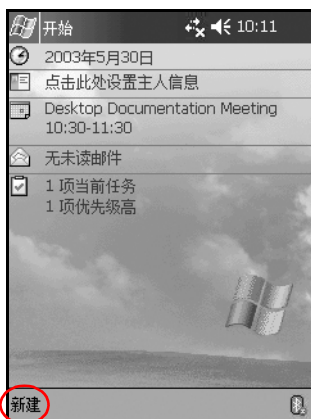 开始 10:11
2003年5月30日
点击此处设置主人信息
Desktop Documentation Meeting
10:30-11:30
无未读邮件
1 项当前任务
1 项优先级高
新建